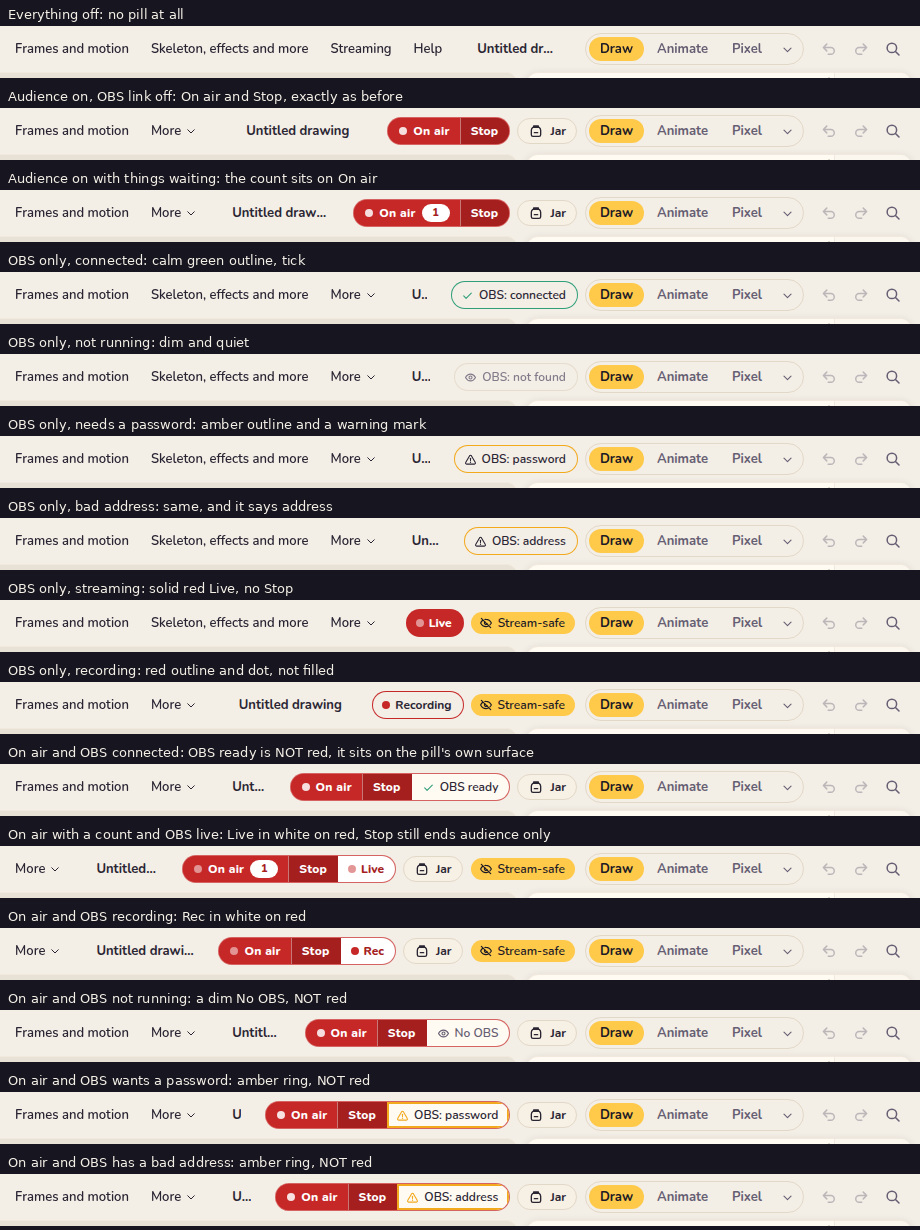 Everything off: no pill at all
Frames and motion Skeleton, effects and more Streaming Help Untitled dr... Draw Animate Pixel
Audience on, OBS link off: On air and Stop, exactly as before
Frames and motion More Untitled drawing On air Stop Jar Draw Animate Pixel
Audience on with things waiting: the count sits on On air
Frames and motion More Untitled draw... On air 1 Stop Jar Draw Animate Pixel
OBS only, connected: calm green outline, tick
Frames and motion Skeleton, effects and more More U.. OBS: connected Draw Animate Pixel
OBS only, not running: dim and quiet
Frames and motion Skeleton, effects and more More U... OBS: not found Draw Animate Pixel
OBS only, needs a password: amber outline and a warning mark
Frames and motion Skeleton, effects and more More U... OBS: password Draw Animate Pixel
OBS only, bad address: same, and it says address
Frames and motion Skeleton, effects and more More Un... OBS: address Draw Animate Pixel
OBS only, streaming: solid red Live, no Stop
Frames and motion Skeleton, effects and more More Live Stream-safe Draw Animate Pixel
OBS only, recording: red outline and dot, not filled
Frames and motion More Untitled drawing Recording Stream-safe Draw Animate Pixel
On air and OBS connected: OBS ready is NOT red, it sits on the pill's own surface
Frames and motion More Unt... On air Stop OBS ready Jar Draw Animate Pixel
On air with a count and OBS live: Live in white on red, Stop still ends audience only
More Untitled... On air 1 Stop Live Jar Stream-safe Draw Animate Pixel
On air and OBS recording: Rec in white on red
More Untitled drawi... On air Stop Rec Jar Stream-safe Draw Animate Pixel
On air and OBS not running: a dim No OBS, NOT red
Frames and motion More Untitl... On air Stop No OBS Jar Draw Animate Pixel
On air and OBS wants a password: amber ring, NOT red
Frames and motion More U On air Stop OBS: password Jar Draw Animate Pixel
On air and OBS has a bad address: amber ring, NOT red
Frames and motion More U... On air Stop OBS: address Jar Draw Animate Pixel